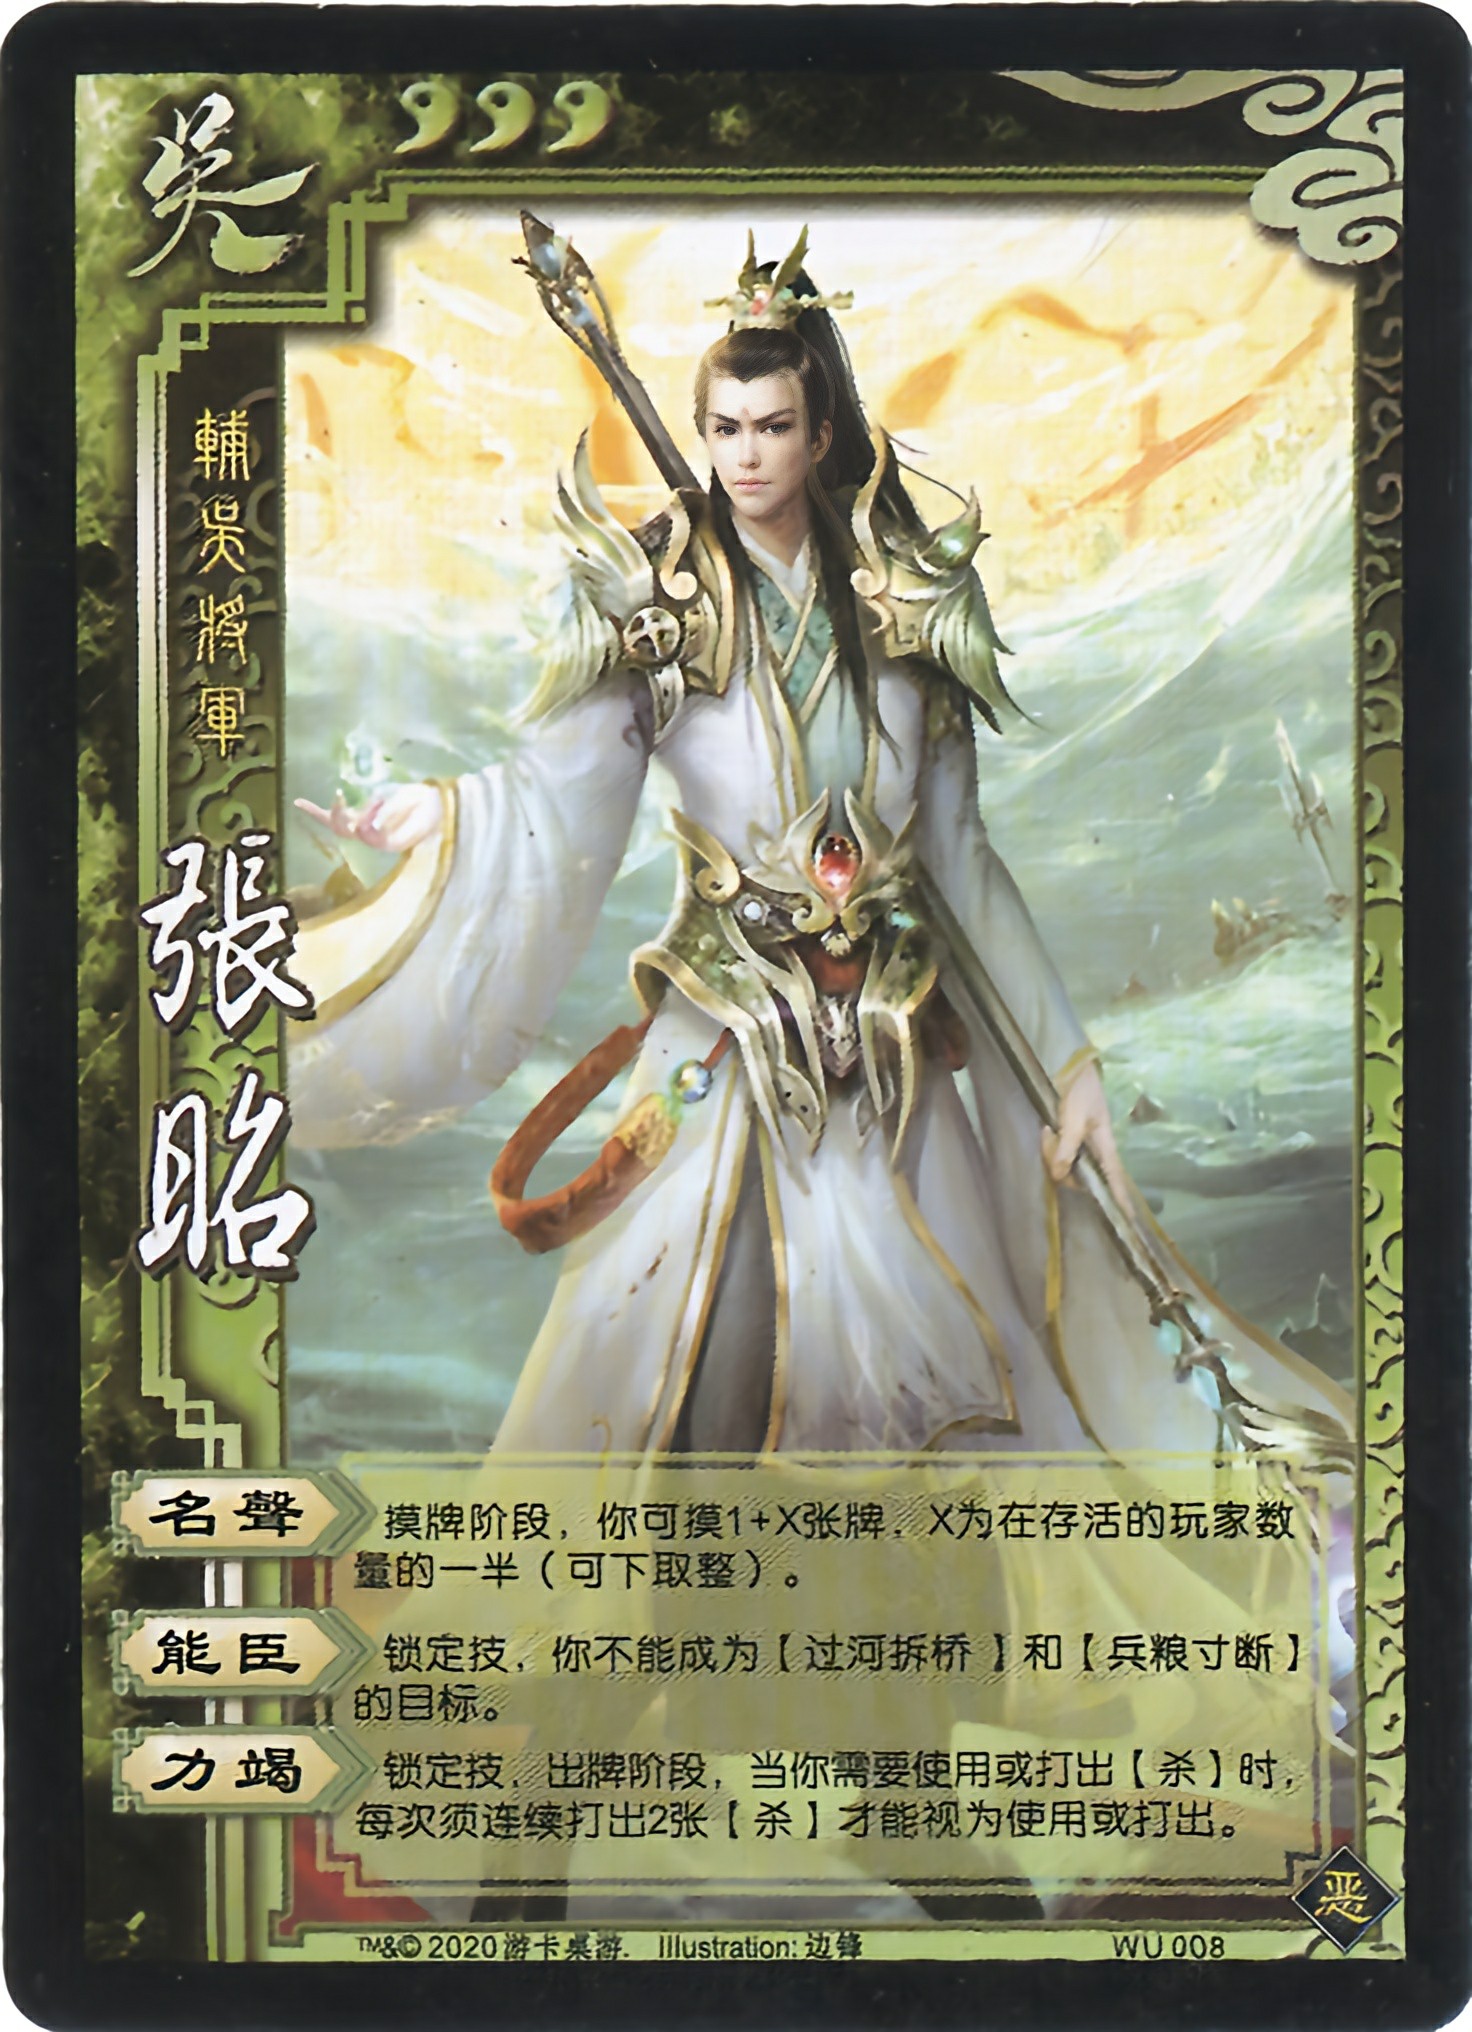 吴
輔吳將軍
張昭
名聲
摸牌阶段，你可摸1+X张牌，X为在存活的玩家数
量的一半（可下取整）。
能臣
锁定技，你不能成为【过河拆桥】和【兵粮寸断】
的目标。
力竭
锁定技，出牌阶段，当你需要使用或打出【杀】时，
每次须连续打出2张【杀】才能视为使用或打出。
恶
™&© 2020 游卡桌游. Illustration: 边锋
WU 008